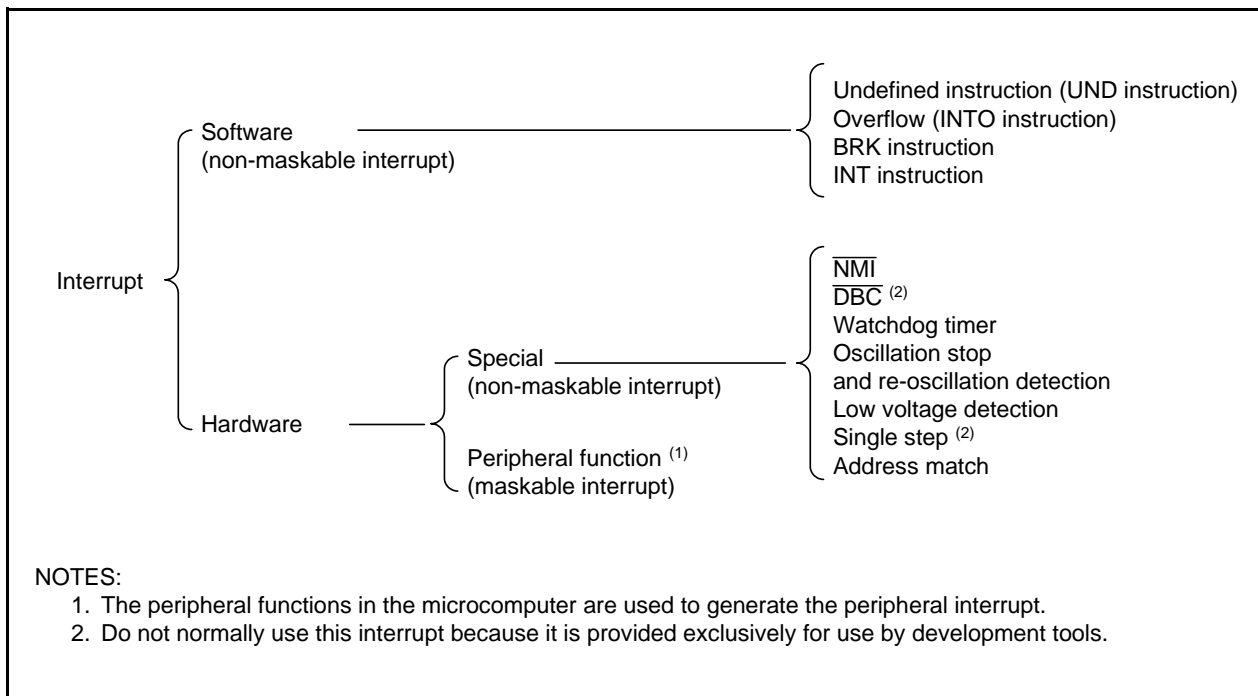 Interrupt
Software
(non-maskable interrupt)
Undefined instruction (UND instruction)
Overflow (INTO instruction)
BRK instruction
INT instruction
Hardware
Special
(non-maskable interrupt)
NMI
DBC (2)
Watchdog timer
Oscillation stop
and re-oscillation detection
Low voltage detection
Single step (2)
Address match
Peripheral function (1)
(maskable interrupt)
NOTES:
1. The peripheral functions in the microcomputer are used to generate the peripheral interrupt.
2. Do not normally use this interrupt because it is provided exclusively for use by development tools.